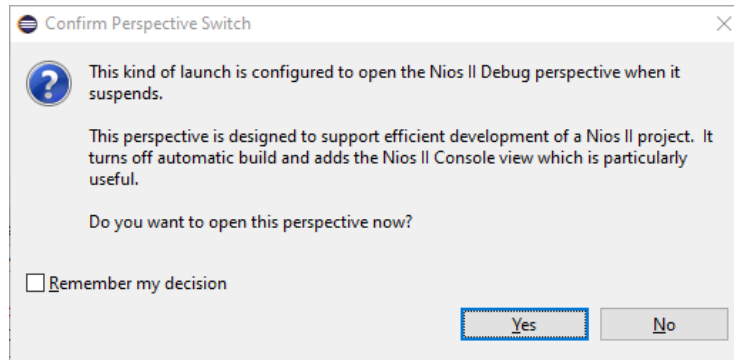 Confirm Perspective Switch
This kind of launch is configured to open the Nios II Debug perspective when it
suspends.
This perspective is designed to support efficient development of a Nios II project. It
turns off automatic build and adds the Nios II Console view which is particularly
useful.
Do you want to open this perspective now?
Remember my decision
Yes No